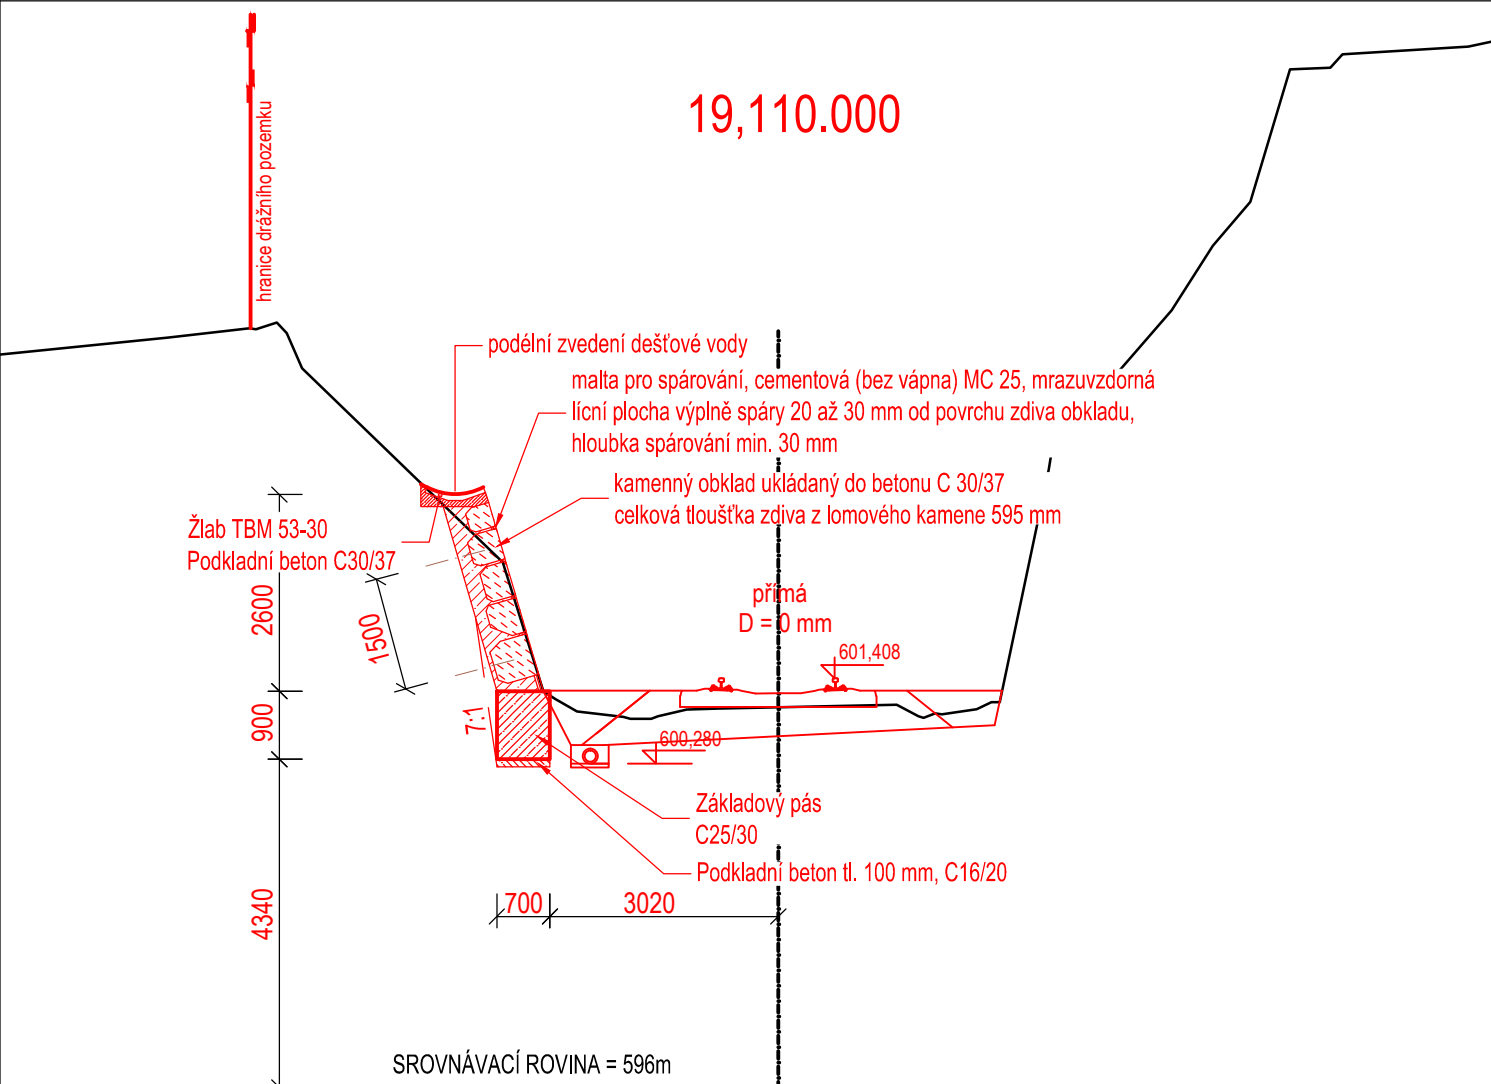 19,110.000
hranice drážního pozemku
podélní zvedení dešťové vody
malta pro spárování, cementová (bez vápna) MC 25, mrazuvzdorná
lícní plocha výplně spáry 20 až 30 mm od povrchu zdiva obkladu,
hloubka spárování min. 30 mm
kamenný obklad ukládaný do betonu C 30/37
celková tloušťka zdiva z lomového kamene 595 mm
Žlab TBM 53-30
Podkladní beton C30/37
2600
1500
přímá
D = 0 mm
601,408
900
7:1
600,280
Základový pás
C25/30
Podkladní beton tl. 100 mm, C16/20
700
3020
4340
SROVNÁVACÍ ROVINA = 596m